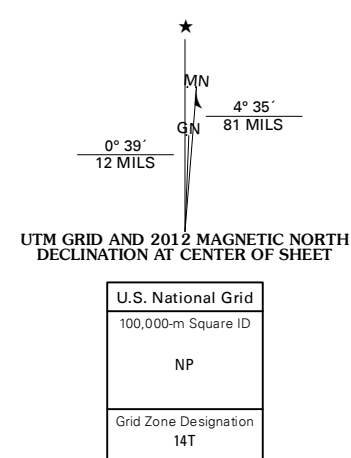 ★
MN
4° 35´
81 MILS
GN
0° 39´
12 MILS
UTM GRID AND 2012 MAGNETIC NORTH
DECLINATION AT CENTER OF SHEET
U.S. National Grid
100,000-m Square ID
NP
Grid Zone Designation
14T